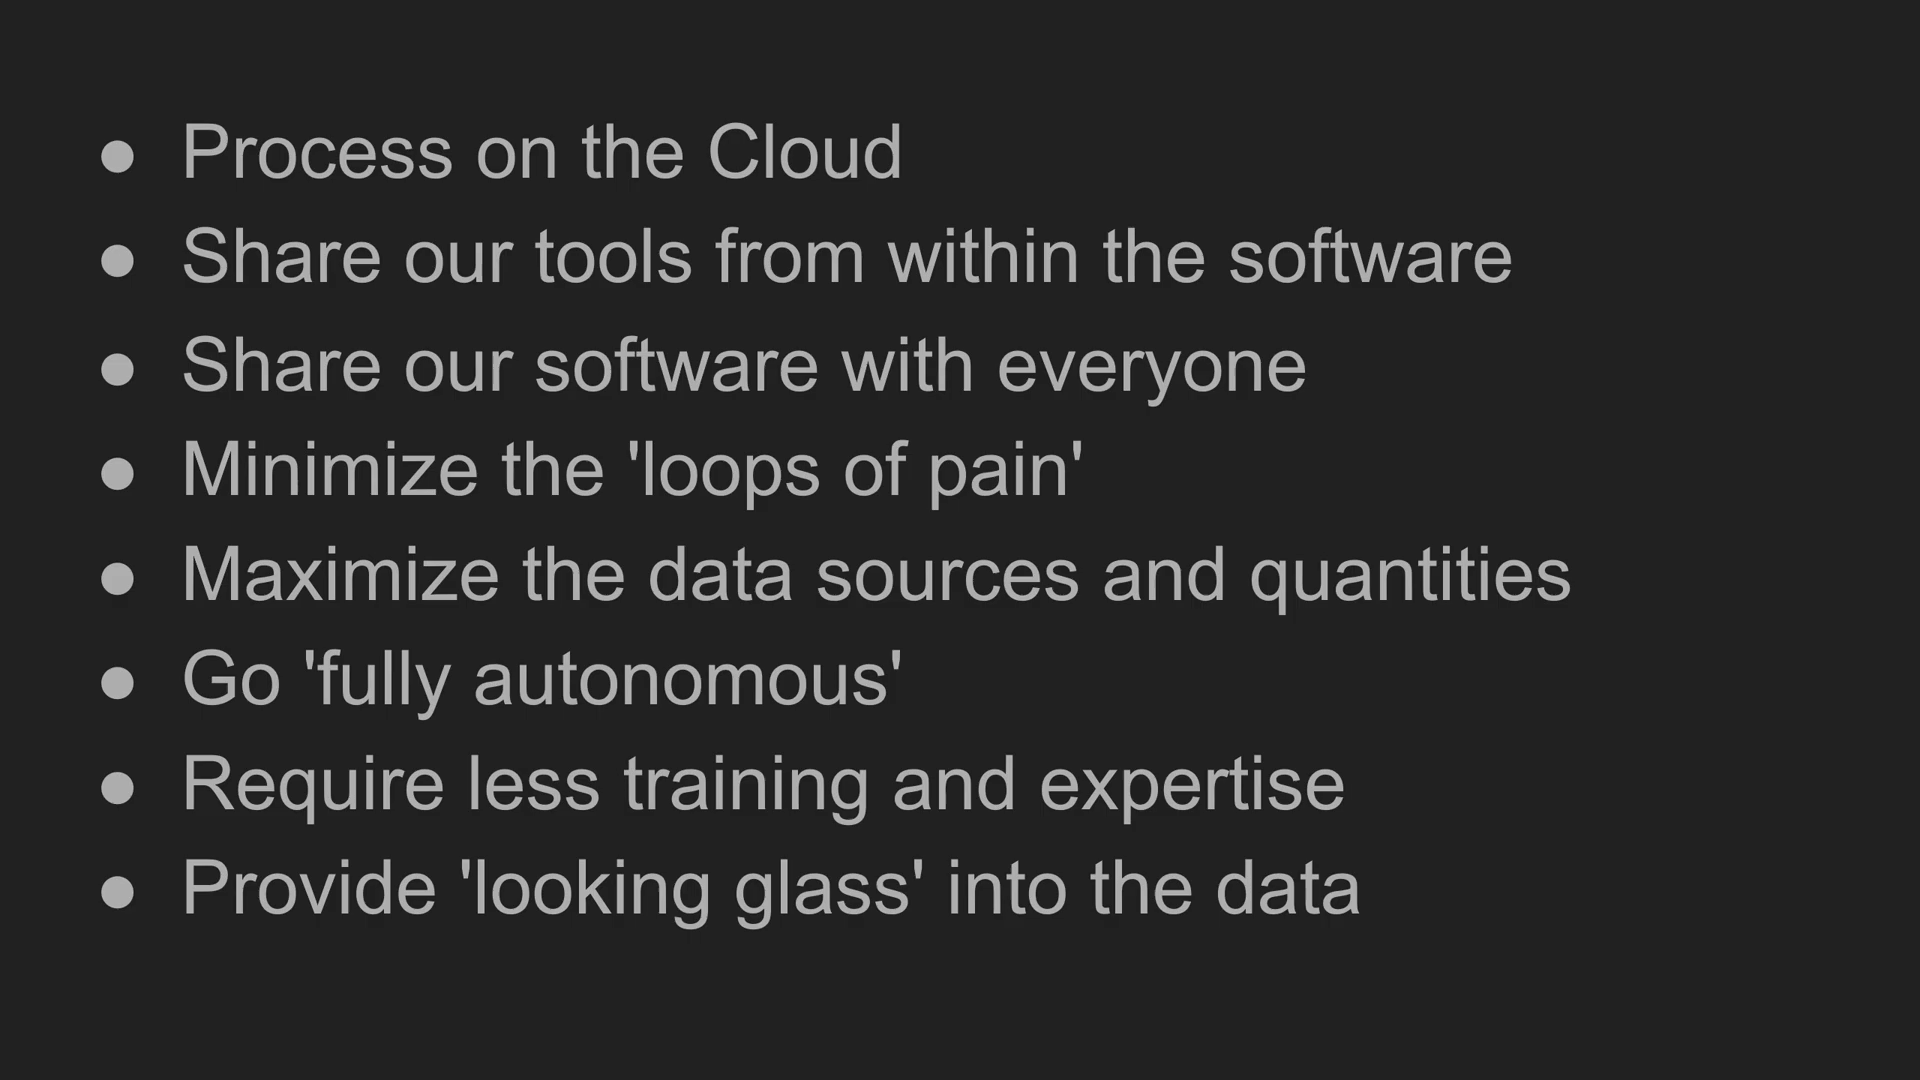 ● Process on the Cloud
● Share our tools from within the software
● Share our software with everyone
● Minimize the 'loops of pain'
● Maximize the data sources and quantities
● Go 'fully autonomous'
● Require less training and expertise
● Provide 'looking glass' into the data